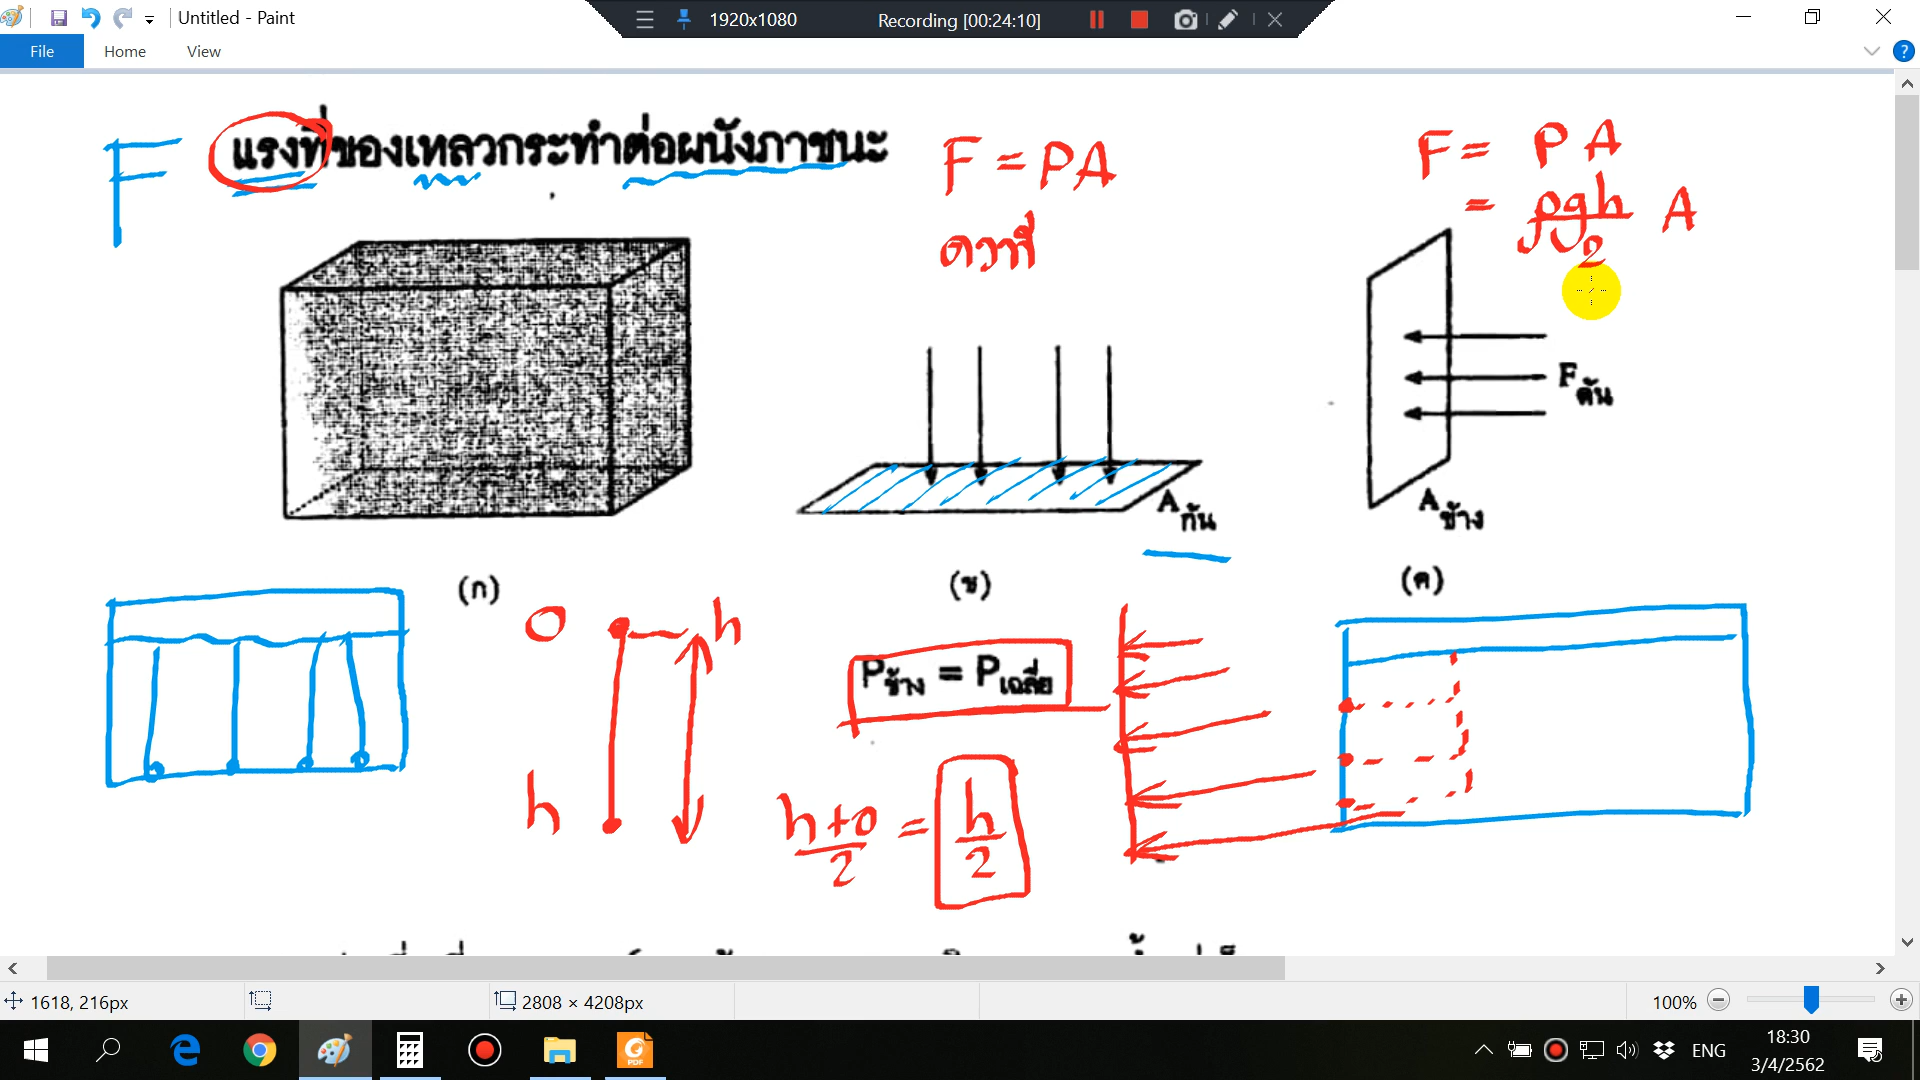 Untitled - Paint
1920x1080
Recording [00:24:10]
File
Home
View
แรงที่ของเหลวกระทำต่อผนังภาชนะ
F
F = PA
F = PA
= ρgh/2 A
F ดัน
A ก้น
A ข้าง
(ก)
(ข)
(ค)
0
h
P ข้าง = P เฉลี่ย
h
h+0/2 = h/2
1618, 216px
2808 × 4208px
100%
ENG
18:30
3/4/2562